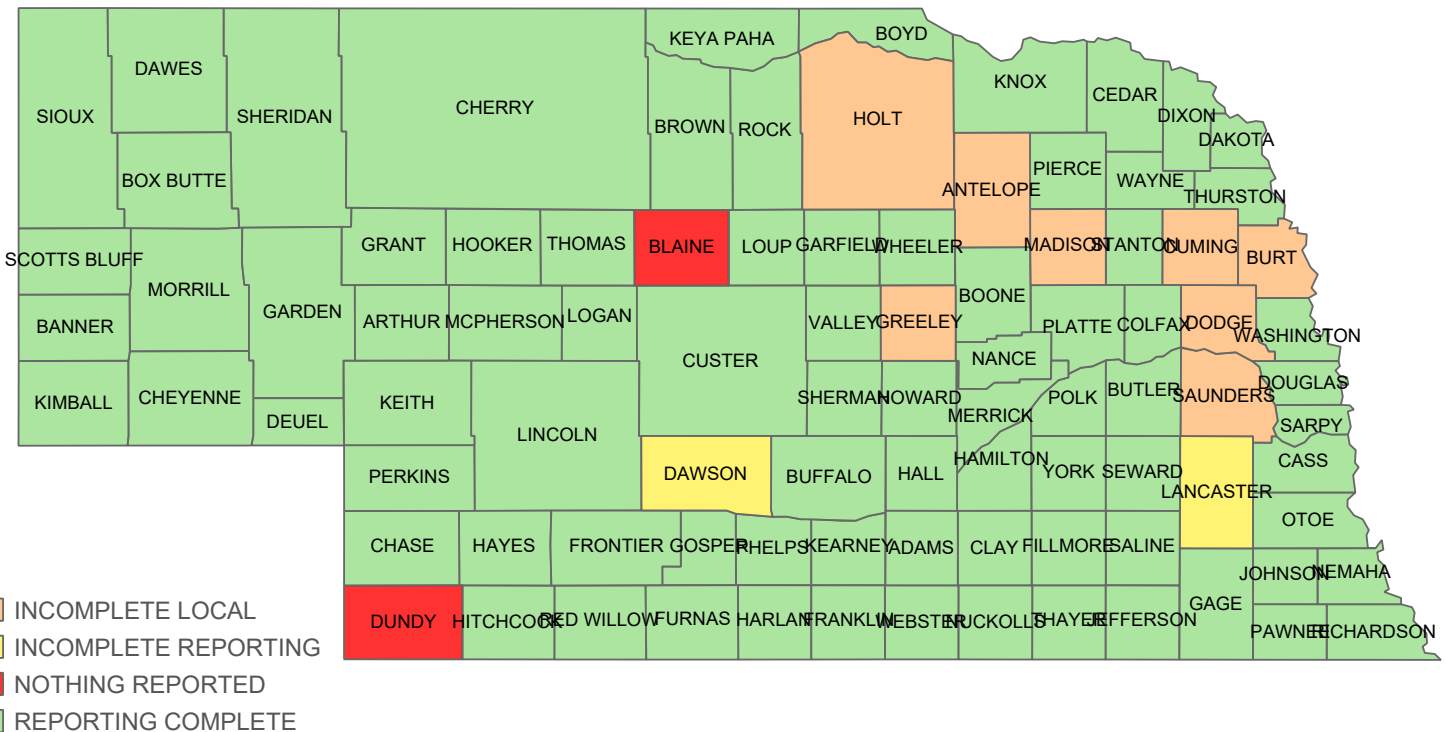 KEYA PAHA
BOYD
DAWES
KNOX
CEDAR
SIOUX
SHERIDAN
CHERRY
BROWN
ROCK
HOLT
DIXON
DAKOTA
BOX BUTTE
ANTELOPE
PIERCE
WAYNE
THURSTON
SCOTTS BLUFF
GRANT
HOOKER
THOMAS
BLAINE
LOUP
GARFIELD
WHEELER
MADISON
STANTON
CUMING
BURT
MORRILL
GARDEN
BANNER
ARTHUR
MCPHERSON
LOGAN
CUSTER
VALLEY
GREELEY
BOONE
PLATTE
COLFAX
DODGE
WASHINGTON
NANCE
KIMBALL
CHEYENNE
DEUEL
KEITH
LINCOLN
SHERMAN
HOWARD
MERRICK
POLK
BUTLER
SAUNDERS
DOUGLAS
SARPY
PERKINS
DAWSON
BUFFALO
HALL
HAMILTON
YORK
SEWARD
LANCASTER
CASS
OTOE
CHASE
HAYES
FRONTIER
GOSPER
PHELPS
KEARNEY
ADAMS
CLAY
FILLMORE
SALINE
JOHNSON
NEMAHA
DUNDY
HITCHCOCK
RED WILLOW
FURNAS
HARLAN
FRANKLIN
WEBSTER
NUCKOLLS
THAYER
JEFFERSON
GAGE
PAWNEE
RICHARDSON
INCOMPLETE LOCAL
INCOMPLETE REPORTING
NOTHING REPORTED
REPORTING COMPLETE